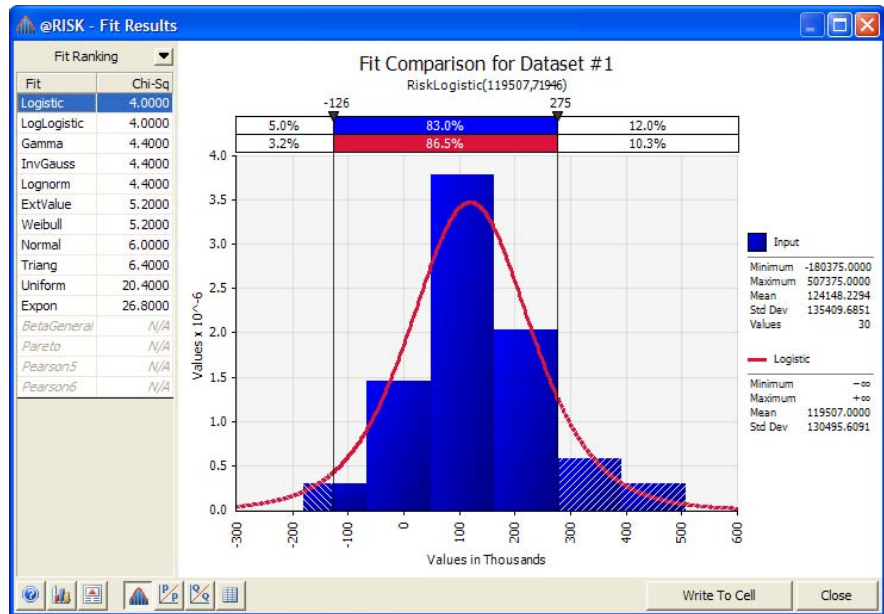 @RISK - Fit Results
Fit Ranking
Fit Chi-Sq
Logistic 4.0000
LogLogistic 4.0000
Gamma 4.4000
InvGauss 4.4000
Lognorm 4.4000
ExtValue 5.2000
Weibull 5.2000
Normal 6.0000
Triang 6.4000
Uniform 20.4000
Expon 26.8000
BetaGeneral N/A
Pareto N/A
Pearson5 N/A
Pearson6 N/A
Fit Comparison for Dataset #1
RiskLogistic(119507,71946)
-126 275
5.0% 83.0% 12.0%
3.2% 86.5% 10.3%
4.0
3.5
3.0
2.5
2.0
1.5
1.0
0.5
0.0
Values x 10^-6
-300 -200 -100 0 100 200 300 400 500 600
Values in Thousands
Input
Minimum -180375.0000
Maximum 507375.0000
Mean 124148.2294
Std Dev 135409.6851
Values 30
Logistic
Minimum -∞
Maximum +∞
Mean 119507.0000
Std Dev 130495.6091
? P/P Q/Q
Write To Cell Close